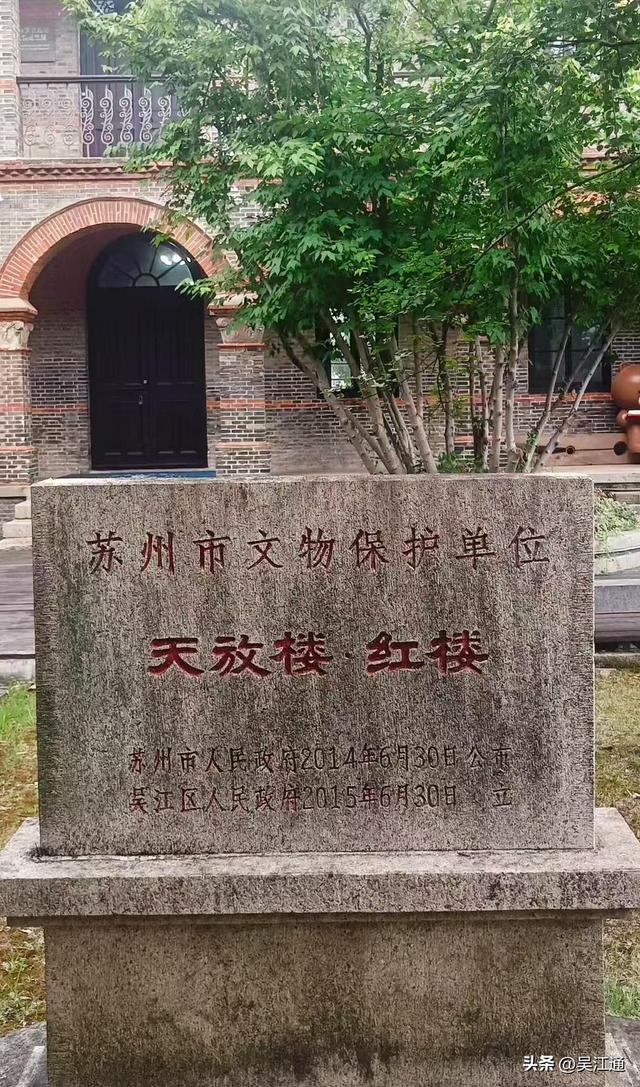 苏州市文物保护单位
天放楼·红楼
苏州市人民政府2014年6月30日公布
吴江区人民政府2015年6月30日 立
头条 @吴江通